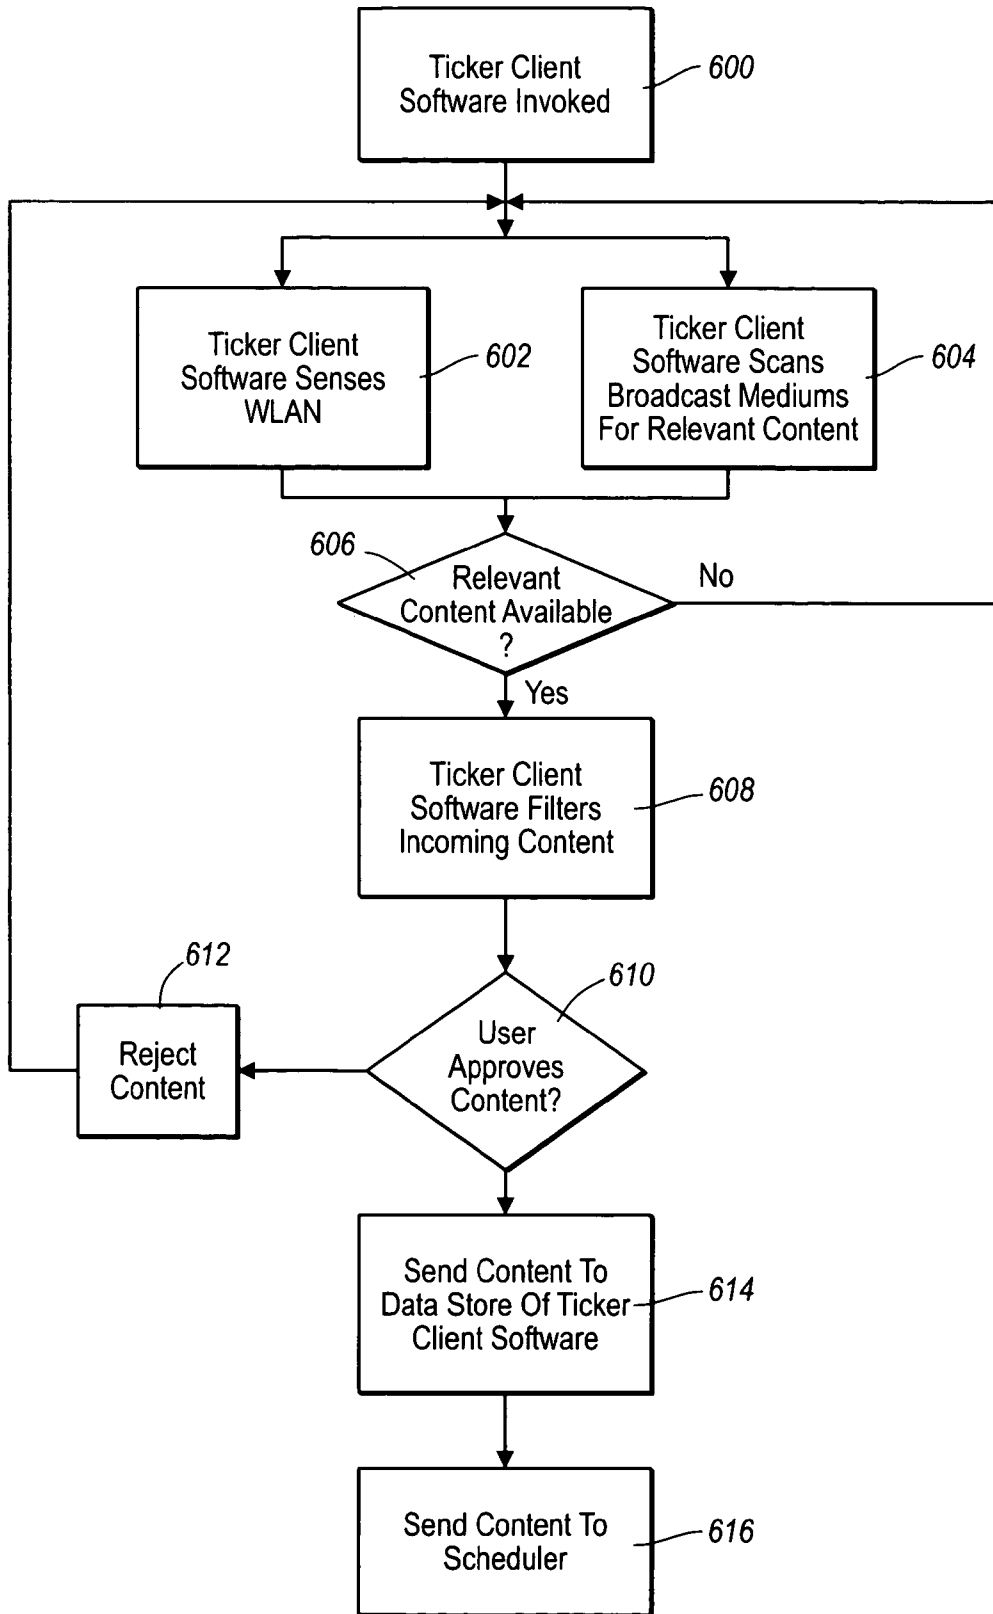 Ticker Client
Software Invoked
600
Ticker Client
Software Senses
WLAN
602
Ticker Client
Software Scans
Broadcast Mediums
For Relevant Content
604
606
Relevant
Content Available
?
No
Yes
Ticker Client
Software Filters
Incoming Content
608
612
Reject
Content
610
User
Approves
Content?
Send Content To
Data Store Of Ticker
Client Software
614
Send Content To
Scheduler
616